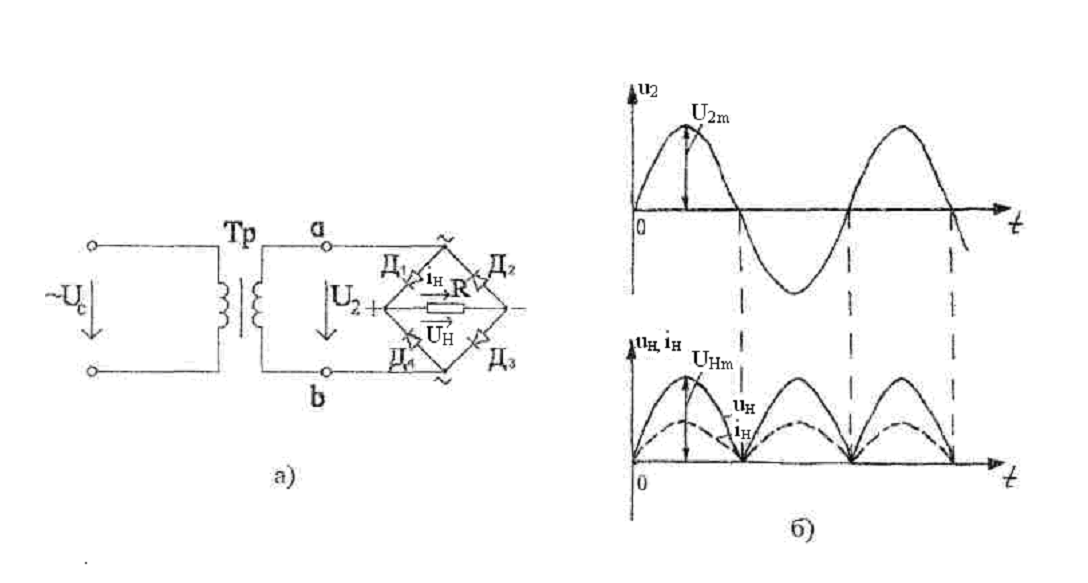 u₂
U₂ₘ
0
t
Тр
a
~
Д₁
Д₂
iн
~Uc
U₂
+
R
-
Uн
Д₄
Д₃
~
b
a)
uн, iн
Uнm
uн
iн
0
t
б)